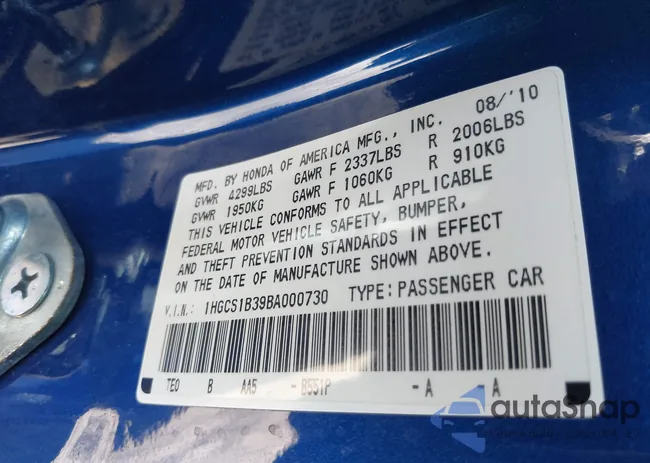 08/'10
MFD. BY HONDA OF AMERICA MFG., INC.
GVWR 4299LBS GAWR F 2337LBS R 2006LBS
GVWR 1950KG GAWR F 1060KG R 910KG
THIS VEHICLE CONFORMS TO ALL APPLICABLE
FEDERAL MOTOR VEHICLE SAFETY, BUMPER,
AND THEFT PREVENTION STANDARDS IN EFFECT
ON THE DATE OF MANUFACTURE SHOWN ABOVE.
V.I.N.: 1HGCS1B39BA000730 TYPE:PASSENGER CAR
TE0 B AA5 - B551P - A - A
autoSnap